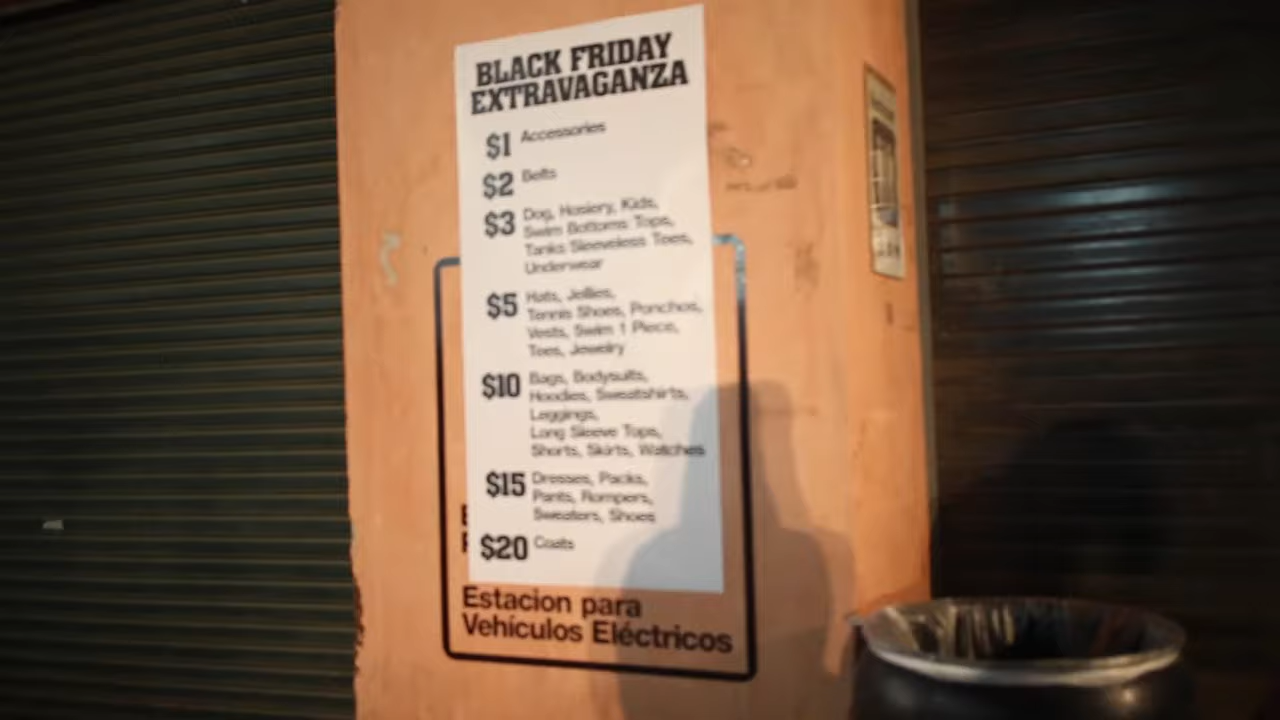 BLACK FRIDAY
EXTRAVAGANZA
$1 Accessories
$2 Belts
$3 Dog, Hosiery, Kids,
Swim Bottoms Tops,
Tanks Sleeveless Tees,
Underwear
$5 Hats, Jellies,
Tennis Shoes, Ponchos,
Vests, Swim 1 Piece,
Tees, Jewelry
$10 Bags, Bodysuits,
Hoodies, Sweatshirts,
Leggings,
Long Sleeve Tops,
Shorts, Skirts, Watches
$15 Dresses, Packs,
Pants, Rompers,
Sweaters, Shoes
$20 Coats
Estacion para
Vehículos Eléctricos